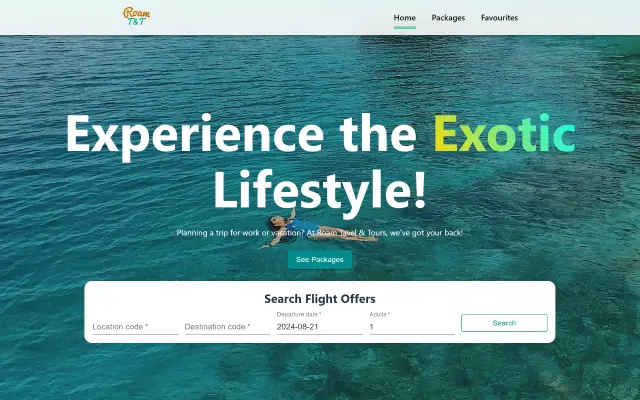 Roam
T&T
Home
Packages
Favourites
Experience the Exotic
Lifestyle!
Planning a trip for work or vacation? At Roam Tavel & Tours, we've got your back!
See Packages
Search Flight Offers
Location code *
Destination code *
Departure date *
2024-08-21
Adults *
1
Search